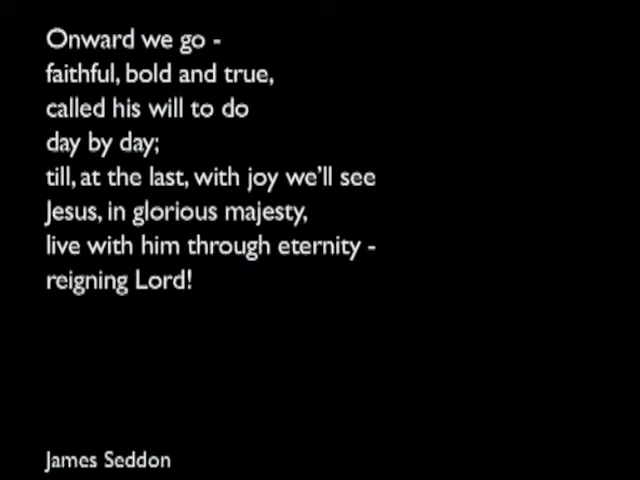 Onward we go -
faithful, bold and true,
called his will to do
day by day;
till, at the last, with joy we'll see
Jesus, in glorious majesty,
live with him through eternity -
reigning Lord!
James Seddon